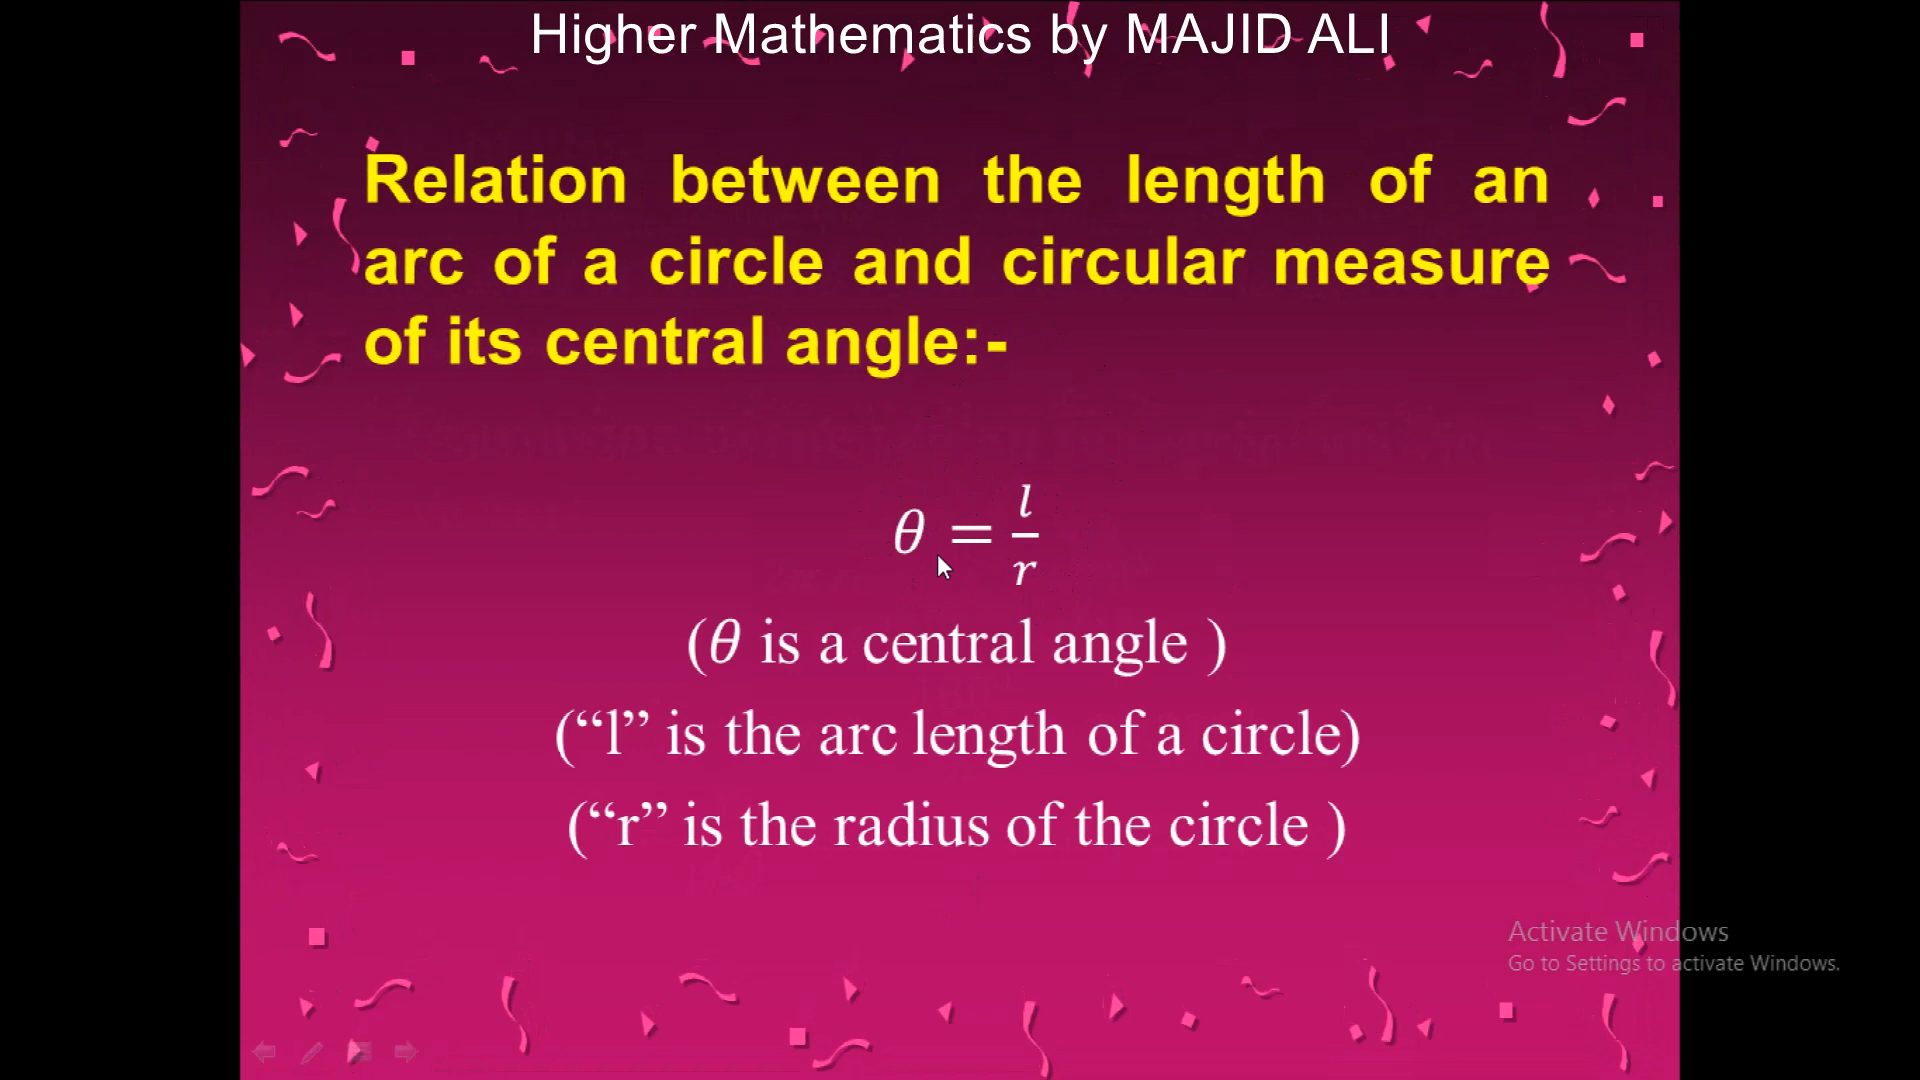 Higher Mathematics by MAJID ALI
Relation between the length of an
arc of a circle and circular measure
of its central angle:-
θ = l/r
(θ is a central angle )
(“l” is the arc length of a circle)
(“r” is the radius of the circle )
Activate Windows
Go to Settings to activate Windows.